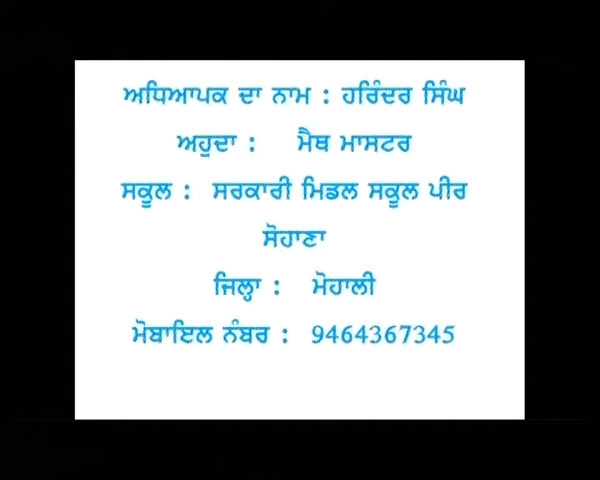 ਅਧਿਆਪਕ ਦਾ ਨਾਮ : ਹਰਿੰਦਰ ਸਿੰਘ
ਅਹੁਦਾ : ਮੈਥ ਮਾਸਟਰ
ਸਕੂਲ : ਸਰਕਾਰੀ ਮਿਡਲ ਸਕੂਲ ਪੀਰ
ਸੋਹਾਣਾ
ਜਿਲ੍ਹਾ : ਮੋਹਾਲੀ
ਮੋਬਾਇਲ ਨੰਬਰ : 9464367345